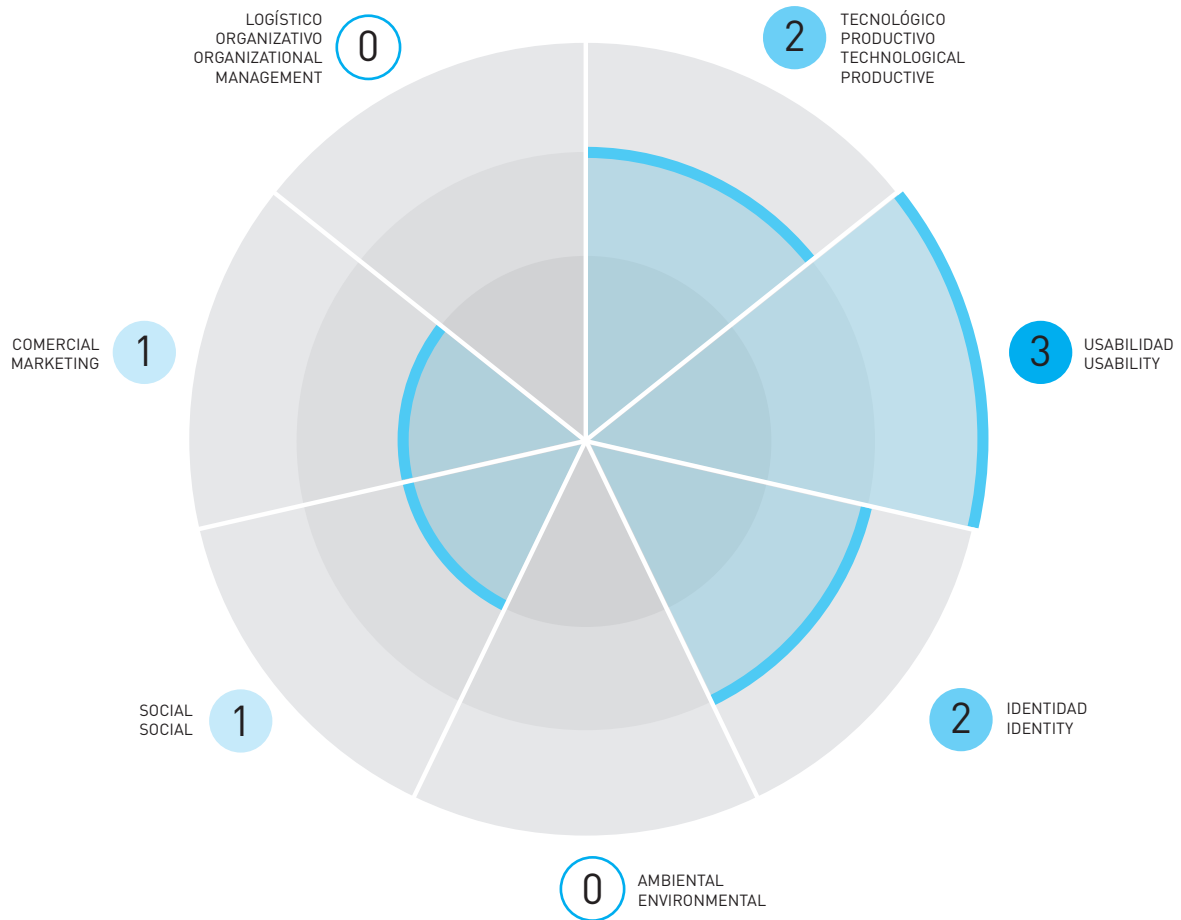 LOGÍSTICO
ORGANIZATIVO
ORGANIZATIONAL
MANAGEMENT
0
2
TECNOLÓGICO
PRODUCTIVO
TECHNOLOGICAL
PRODUCTIVE
COMERCIAL
MARKETING
1
3
USABILIDAD
USABILITY
SOCIAL
SOCIAL
1
2
IDENTIDAD
IDENTITY
0
AMBIENTAL
ENVIRONMENTAL